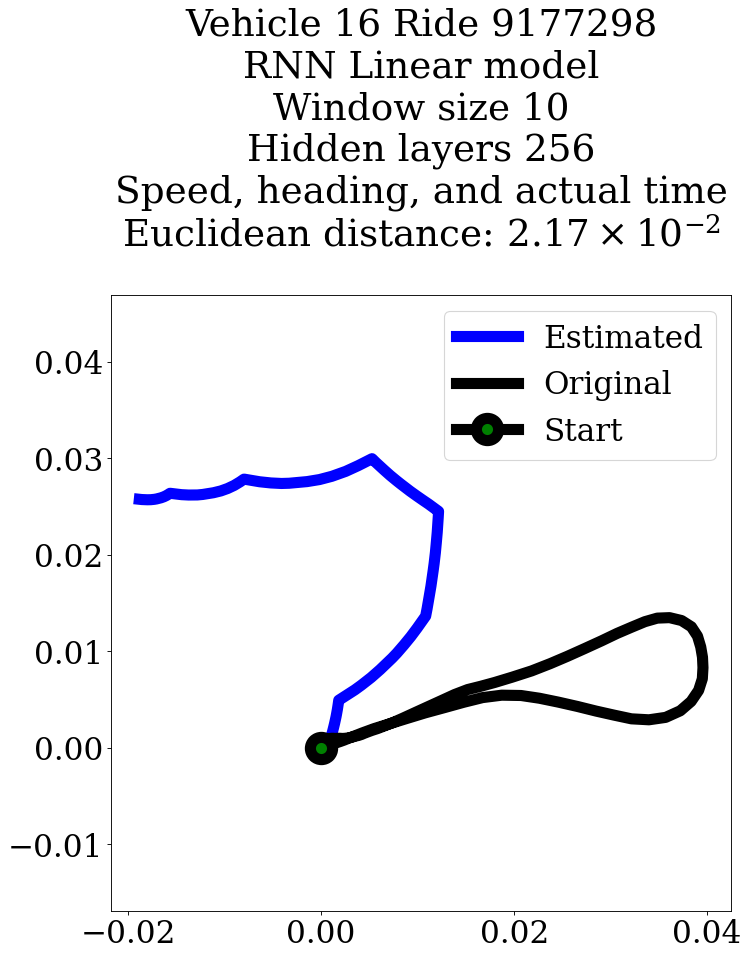 Vehicle 16 Ride 9177298
RNN Linear model
Window size 10
Hidden layers 256
Speed, heading, and actual time
Euclidean distance: 2.17 × 10⁻²
Estimated
Original
Start
0.04
0.03
0.02
0.01
0.00
−0.01
−0.02 0.00 0.02 0.04